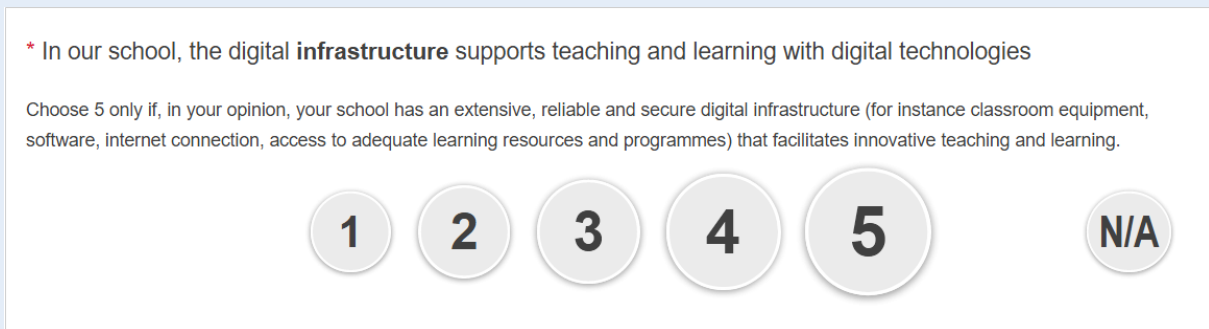 * In our school, the digital infrastructure supports teaching and learning with digital technologies
Choose 5 only if, in your opinion, your school has an extensive, reliable and secure digital infrastructure (for instance classroom equipment,
software, internet connection, access to adequate learning resources and programmes) that facilitates innovative teaching and learning.
1 2 3 4 5 N/A